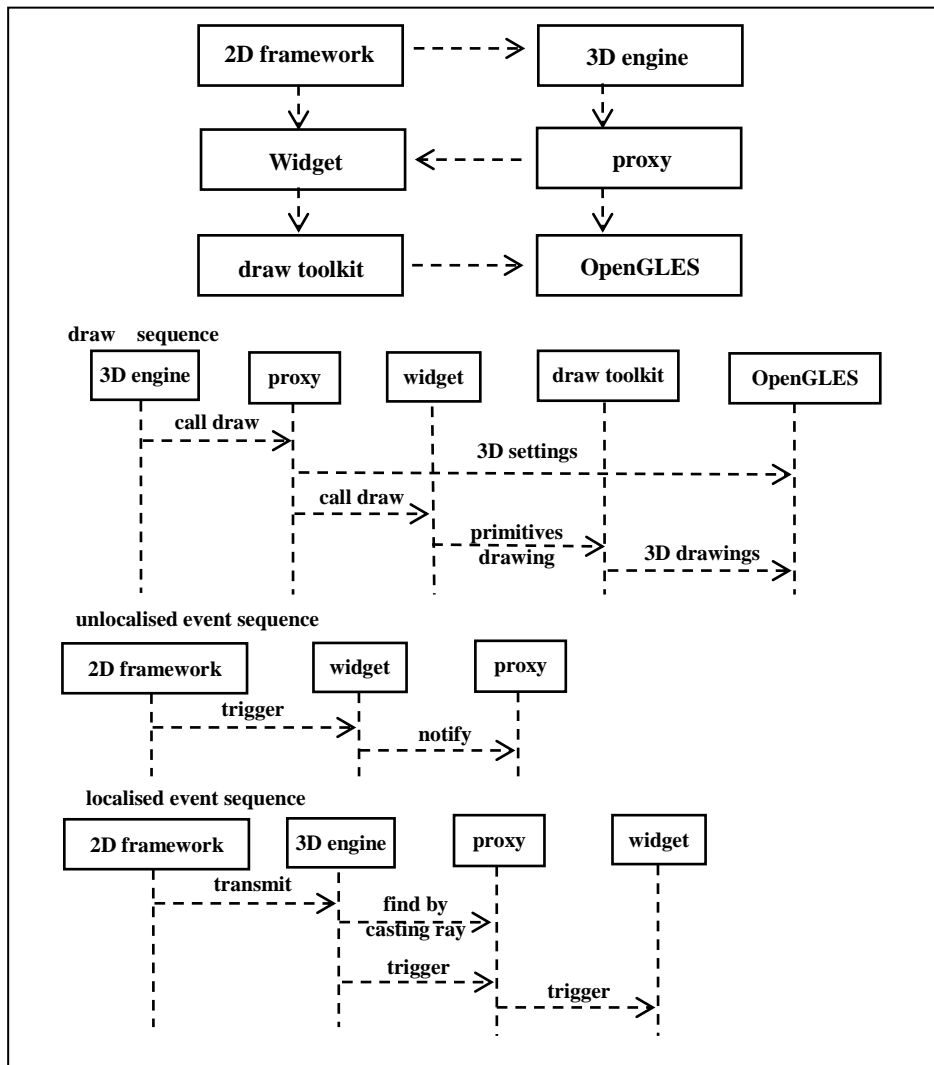 2D framework
3D engine
Widget
proxy
draw toolkit
OpenGLES
draw sequence
3D engine
proxy
widget
draw toolkit
OpenGLES
call draw
3D settings
call draw
primitives
drawing
3D drawings
unlocalised event sequence
2D framework
widget
proxy
trigger
notify
localised event sequence
2D framework
3D engine
proxy
widget
transmit
find by
casting ray
trigger
trigger